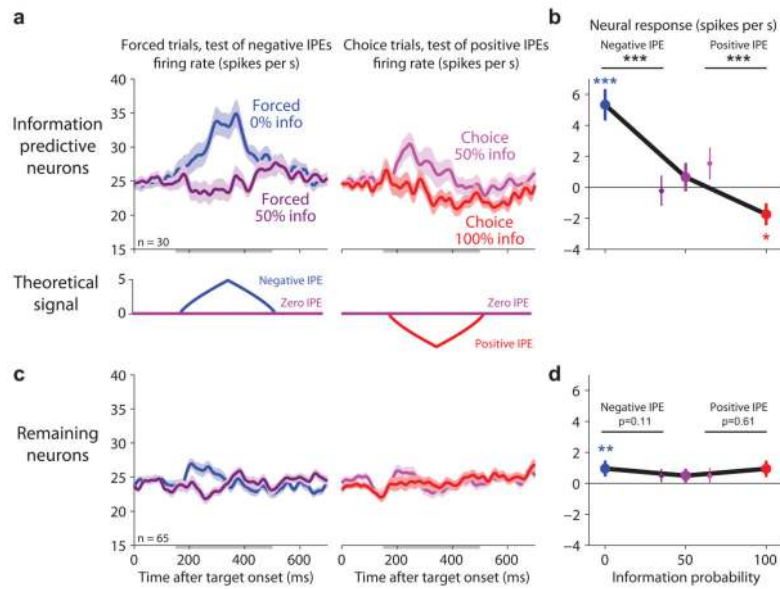 a
Forced trials, test of negative IPEs
firing rate (spikes per s)
Choice trials, test of positive IPEs
firing rate (spikes per s)
b
Neural response (spikes per s)
Negative IPE
***
Positive IPE
***
Information
predictive
neurons
40
35
30
25
20
15
Forced
0% info
Forced
50% info
n = 30
Choice
50% info
Choice
100% info
6
4
2
0
−2
−4
***
*
Theoretical
signal
5
0
Negative IPE
Zero IPE
Zero IPE
Positive IPE
c
Remaining
neurons
40
35
30
25
20
15
n = 65
0 200 400 600
Time after target onset (ms)
0 200 400 600
Time after target onset (ms)
d
6
4
2
0
−2
−4
Negative IPE
p=0.11
Positive IPE
p=0.61
**
0 50 100
Information probability